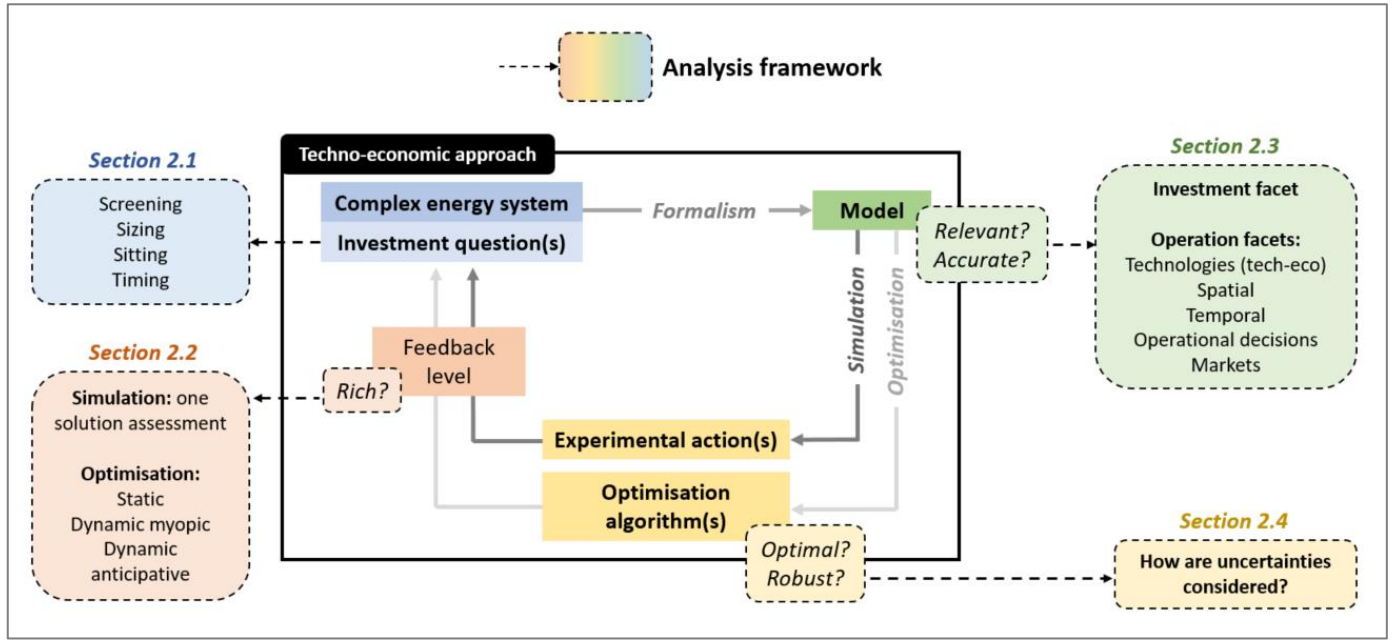 Analysis framework
Section 2.1
Screening
Sizing
Sitting
Timing
Section 2.2
Simulation: one
solution assessment
Optimisation:
Static
Dynamic myopic
Dynamic
anticipative
Techno-economic approach
Complex energy system
Investment question(s)
Formalism
Model
Relevant?
Accurate?
Simulation
Optimisation
Feedback
level
Rich?
Experimental action(s)
Optimisation
algorithm(s)
Optimal?
Robust?
Section 2.3
Investment facet
Operation facets:
Technologies (tech-eco)
Spatial
Temporal
Operational decisions
Markets
Section 2.4
How are uncertainties
considered?